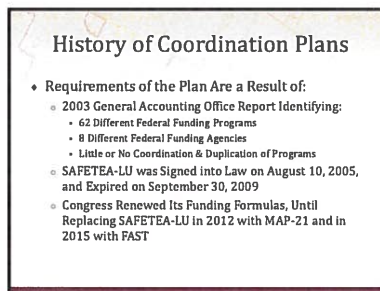 History of Coordination Plans
♦ Requirements of the Plan Are a Result of:
2003 General Accounting Office Report Identifying:
• 62 Different Federal Funding Programs
• 8 Different Federal Funding Agencies
• Little or No Coordination & Duplication of Programs
SAFETEA-LU was Signed into Law on August 10, 2005,
and Expired on September 30, 2009
Congress Renewed Its Funding Formulas, Until
Replacing SAFETEA-LU in 2012 with MAP-21 and in
2015 with FAST